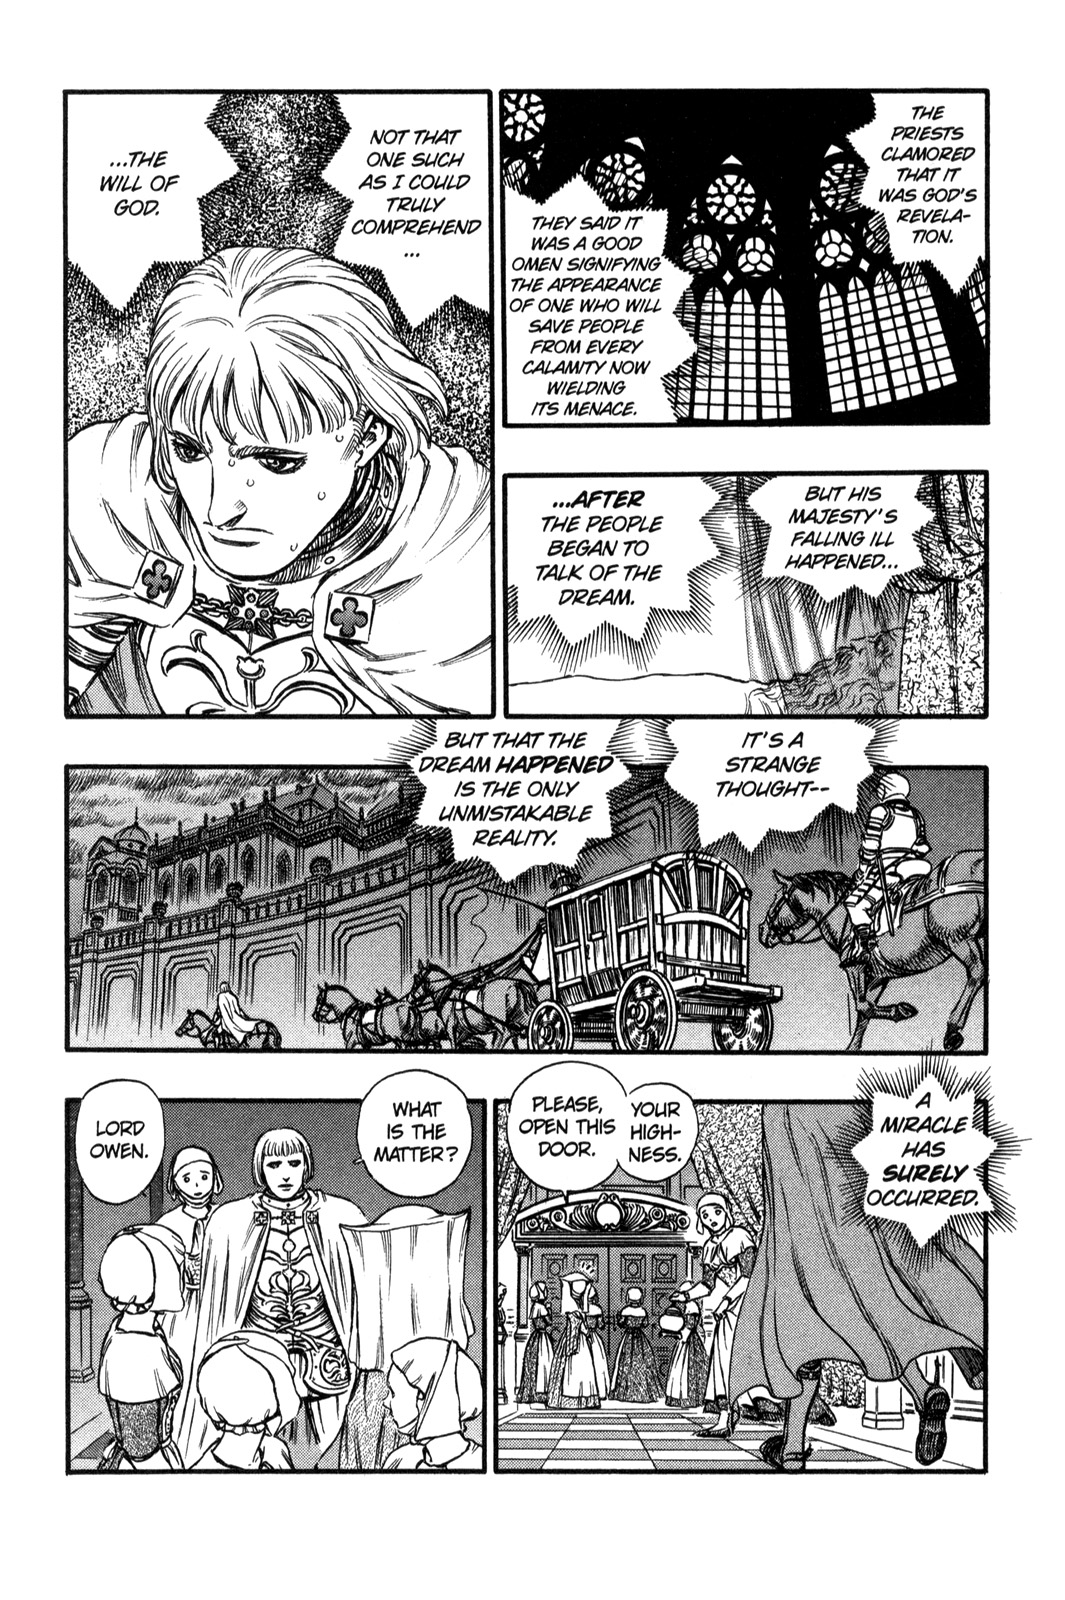 THE
PRIESTS
CLAMORED
THAT IT
WAS GOD'S
REVELA-
TION.
THEY SAID IT
WAS A GOOD
OMEN SIGNIFYING
THE APPEARANCE
OF ONE WHO WILL
SAVE PEOPLE
FROM EVERY
CALAMITY NOW
WIELDING
ITS MENACE.
NOT THAT
ONE SUCH
AS I COULD
TRULY
COMPREHEND
...
...THE
WILL OF
GOD.
BUT HIS
MAJESTY'S
FALLING ILL
HAPPENED...
...AFTER
THE PEOPLE
BEGAN TO
TALK OF THE
DREAM.
IT'S A
STRANGE
THOUGHT--
BUT THAT THE
DREAM HAPPENED
IS THE ONLY
UNMISTAKABLE
REALITY.
A
MIRACLE
HAS
SURELY
OCCURRED.
YOUR
HIGH-
NESS.
PLEASE,
OPEN THIS
DOOR.
WHAT
IS THE
MATTER?
LORD
OWEN.